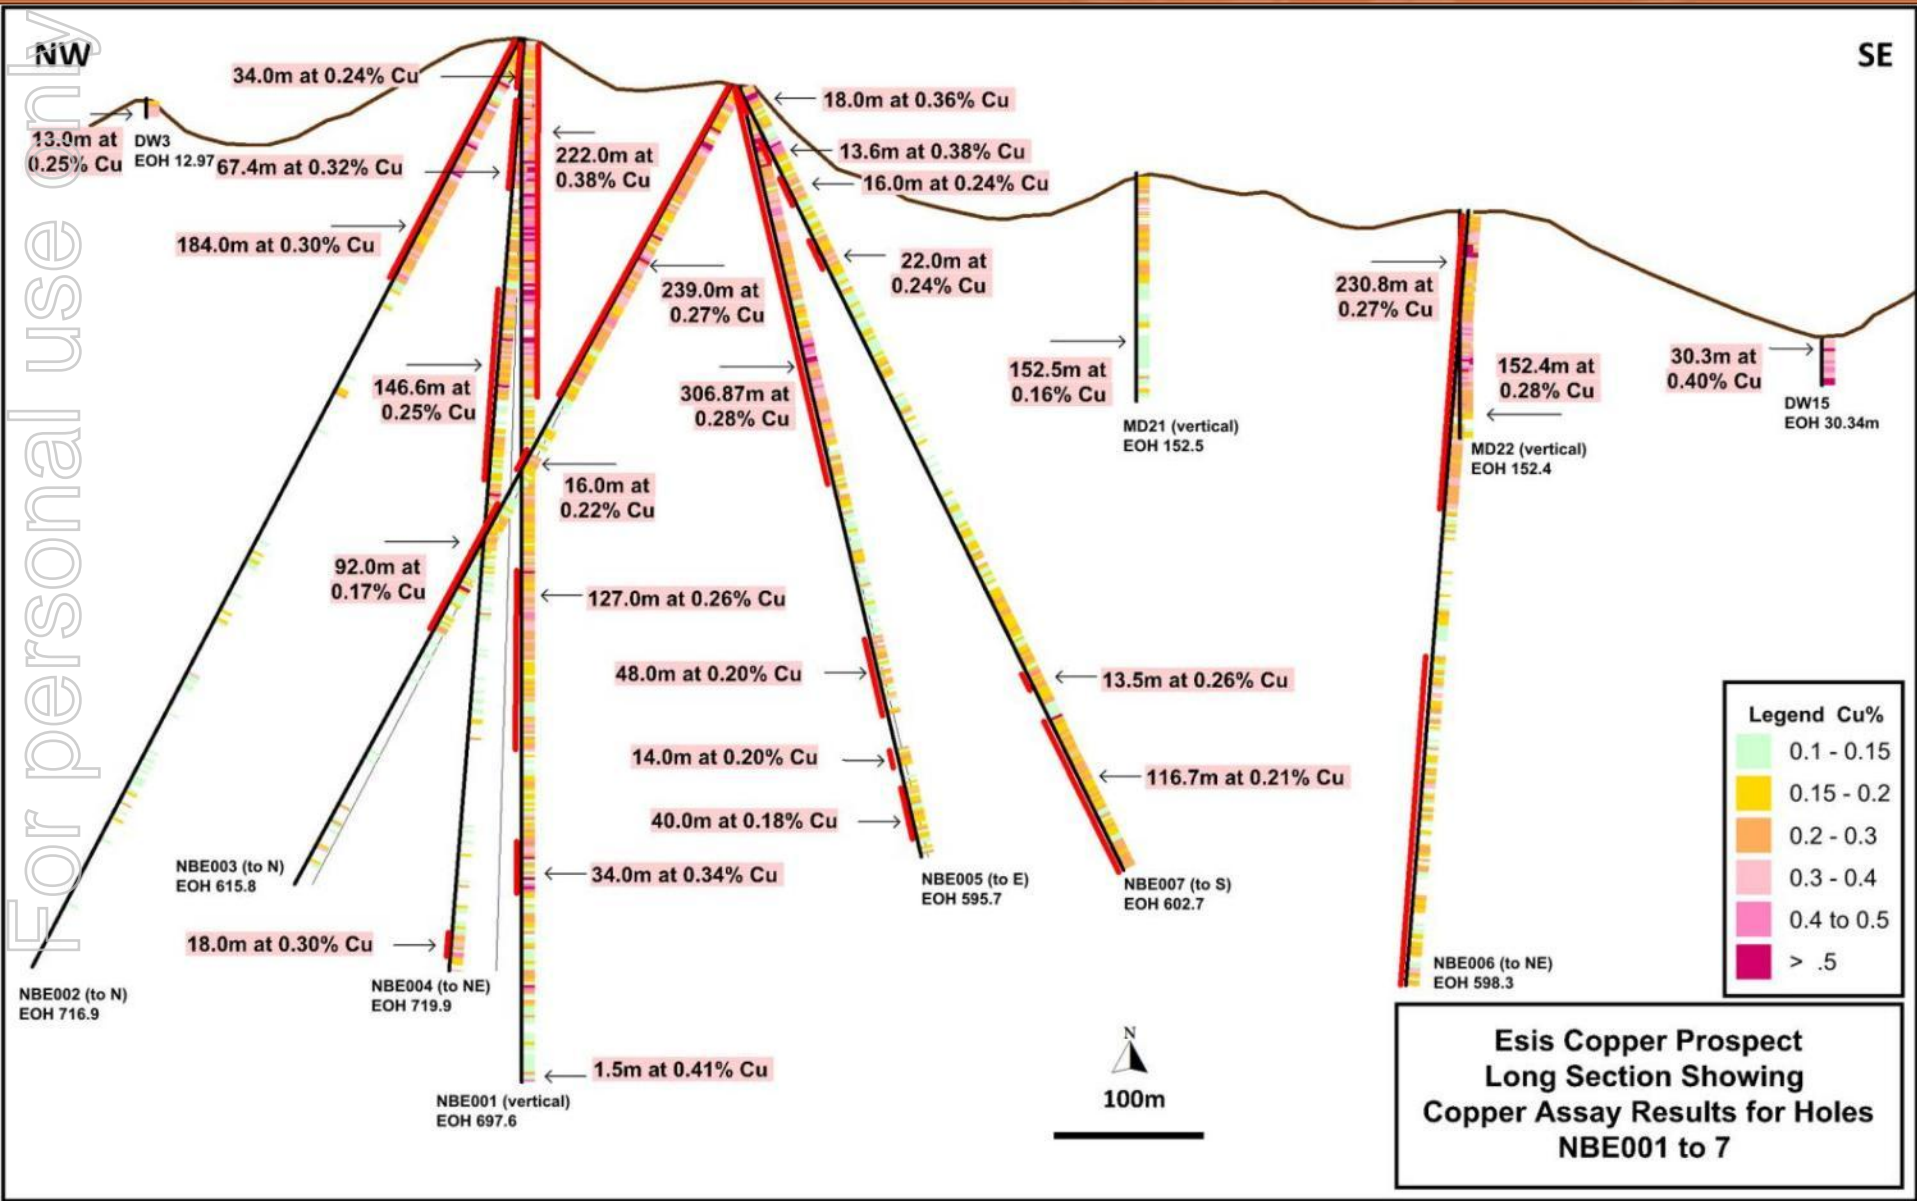 For personal use only
NW
SE
34.0m at 0.24% Cu
13.0m at
0.25% Cu
DW3
EOH 12.97
67.4m at 0.32% Cu
184.0m at 0.30% Cu
222.0m at
0.38% Cu
18.0m at 0.36% Cu
13.6m at 0.38% Cu
16.0m at 0.24% Cu
22.0m at
0.24% Cu
239.0m at
0.27% Cu
146.6m at
0.25% Cu
306.87m at
0.28% Cu
152.5m at
0.16% Cu
MD21 (vertical)
EOH 152.5
230.8m at
0.27% Cu
152.4m at
0.28% Cu
MD22 (vertical)
EOH 152.4
30.3m at
0.40% Cu
DW15
EOH 30.34m
16.0m at
0.22% Cu
92.0m at
0.17% Cu
127.0m at 0.26% Cu
48.0m at 0.20% Cu
13.5m at 0.26% Cu
14.0m at 0.20% Cu
116.7m at 0.21% Cu
40.0m at 0.18% Cu
34.0m at 0.34% Cu
NBE003 (to N)
EOH 615.8
NBE005 (to E)
EOH 595.7
NBE007 (to S)
EOH 602.7
18.0m at 0.30% Cu
NBE002 (to N)
EOH 716.9
NBE004 (to NE)
EOH 719.9
NBE006 (to NE)
EOH 598.3
1.5m at 0.41% Cu
NBE001 (vertical)
EOH 697.6
N
100m
Legend Cu%
0.1 - 0.15
0.15 - 0.2
0.2 - 0.3
0.3 - 0.4
0.4 to 0.5
> .5
Esis Copper Prospect
Long Section Showing
Copper Assay Results for Holes
NBE001 to 7